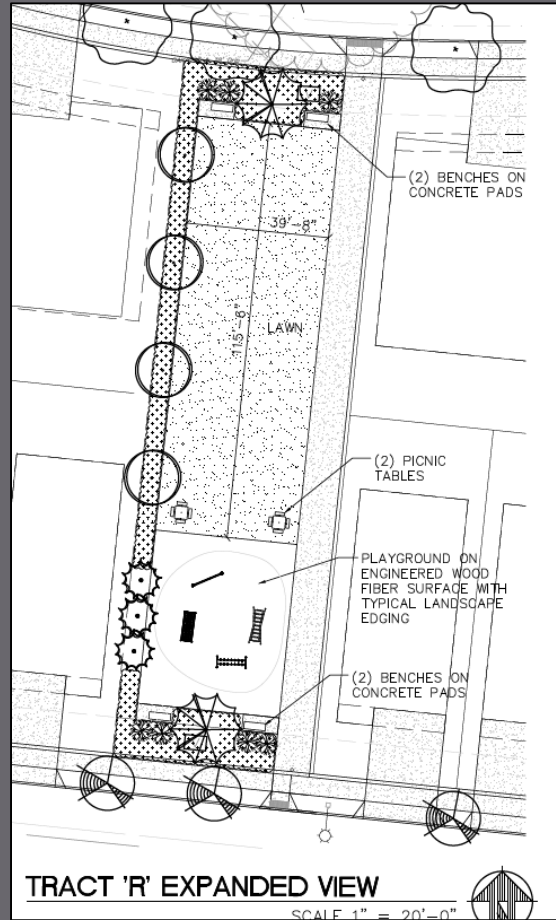 (2) BENCHES ON
CONCRETE PADS
39'-8"
115'-6"
LAWN
(2) PICNIC
TABLES
PLAYGROUND ON
ENGINEERED WOOD
FIBER SURFACE WITH
TYPICAL LANDSCAPE
EDGING
(2) BENCHES ON
CONCRETE PADS
TRACT 'R' EXPANDED VIEW
SCALE 1" = 20'-0"
N